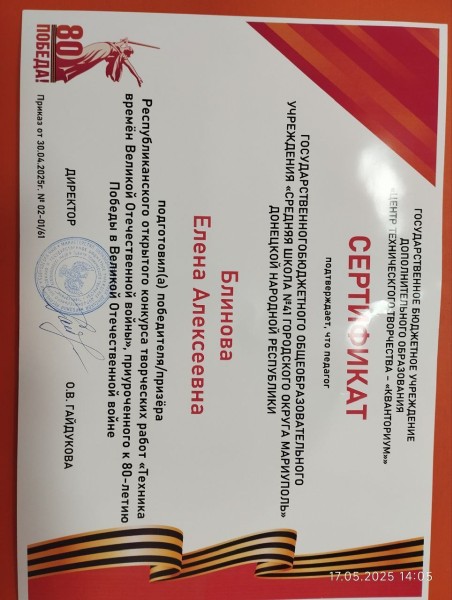 ГОСУДАРСТВЕННОЕ БЮДЖЕТНОЕ УЧРЕЖДЕНИЕ
ДОПОЛНИТЕЛЬНОГО ОБРАЗОВАНИЯ
«ЦЕНТР ТЕХНИЧЕСКОГО ТВОРЧЕСТВА – «КВАНТОРИУМ»»
СЕРТИФИКАТ
подтверждает, что педагог
ГОСУДАРСТВЕННОГО БЮДЖЕТНОГО ОБЩЕОБРАЗОВАТЕЛЬНОГО
УЧРЕЖДЕНИЯ «СРЕДНЯЯ ШКОЛА №41 ГОРОДСКОГО ОКРУГА МАРИУПОЛЬ»
ДОНЕЦКОЙ НАРОДНОЙ РЕСПУБЛИКИ
Блинова
Елена Алексеевна
подготовил(а) победителя/призёра
Республиканского открытого конкурса творческих работ «Техника
времён Великой Отечественной войны», приуроченного к 80-летию
Победы в Великой Отечественной войне
ДИРЕКТОР
О.В. ГАЙДУКОВА
Приказ от 30.04.2025г. № 02-01/61
80
ПОБЕДА!
17.05.2025 14:05